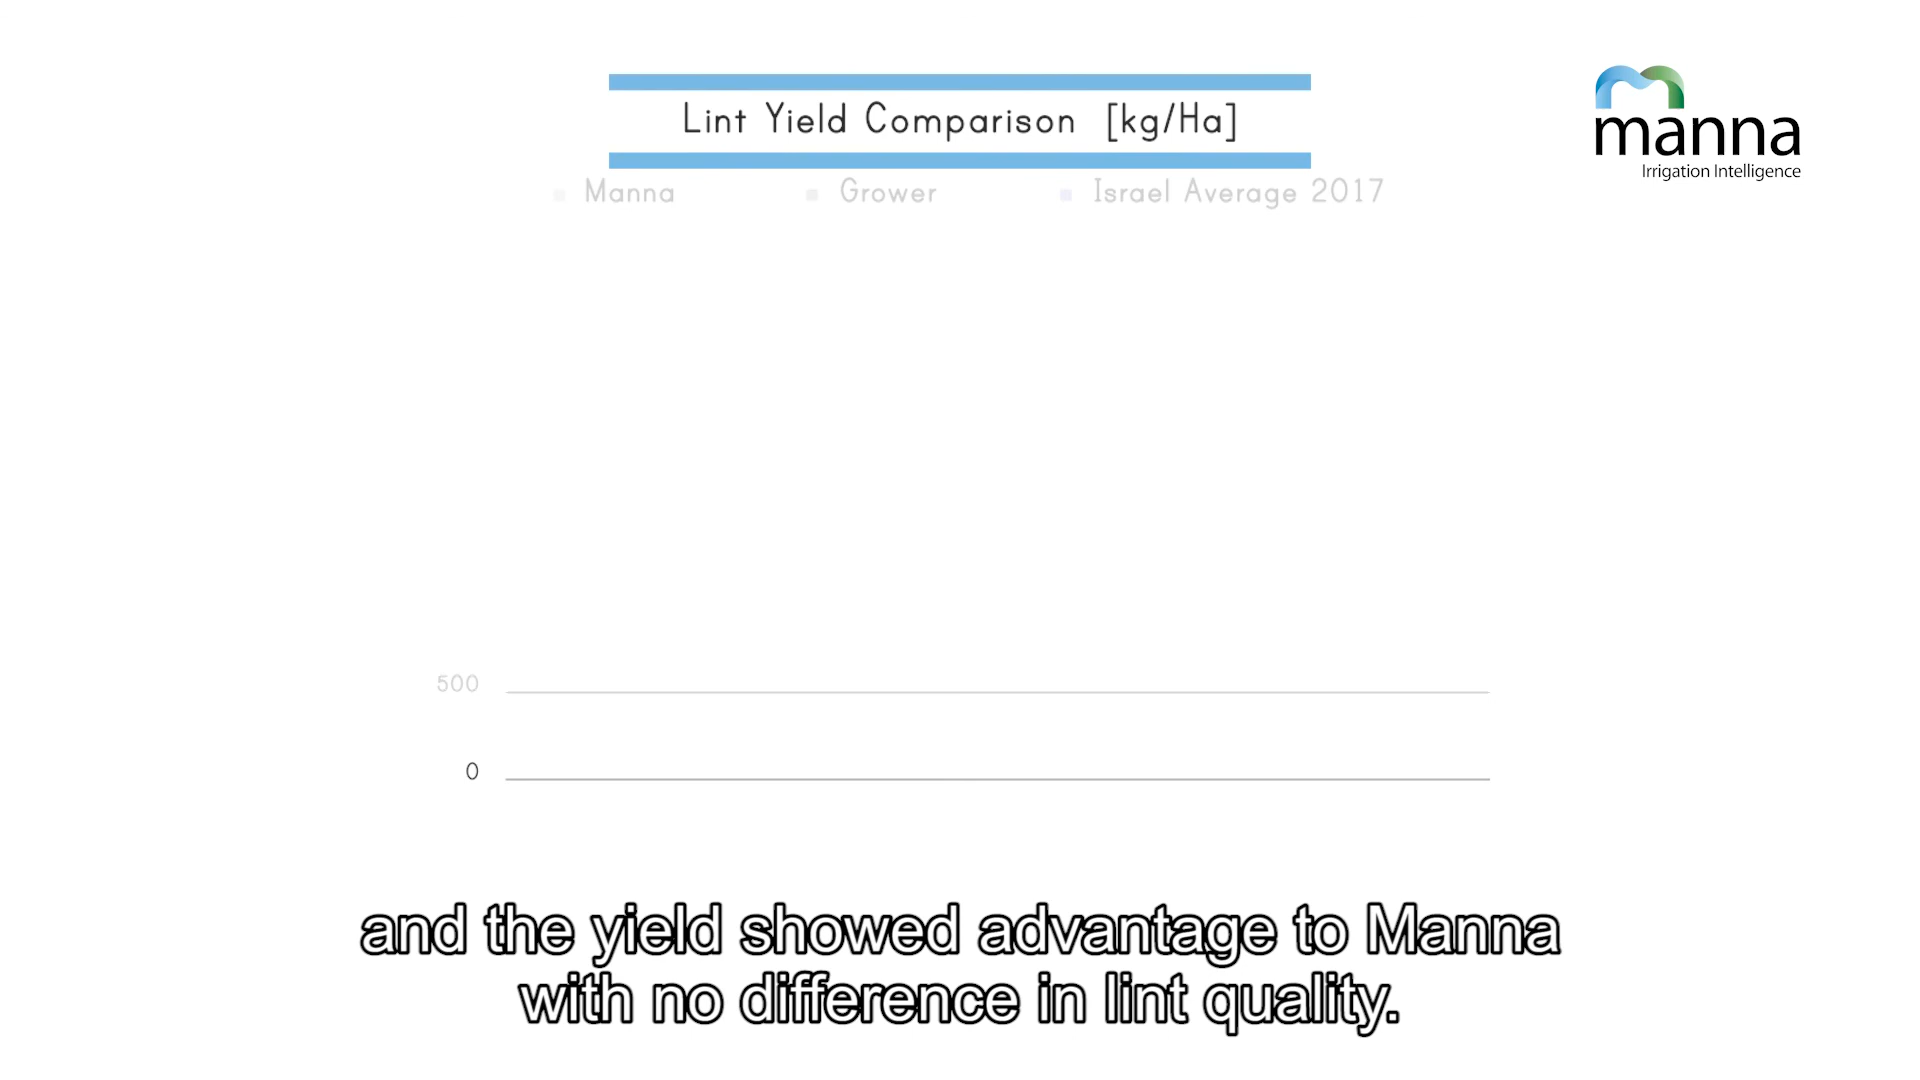 Lint Yield Comparison [kg/Ha]
manna
Irrigation Intelligence
Manna Grower Israel Average 2017
500
0
and the yield showed advantage to Manna
with no difference in lint quality.